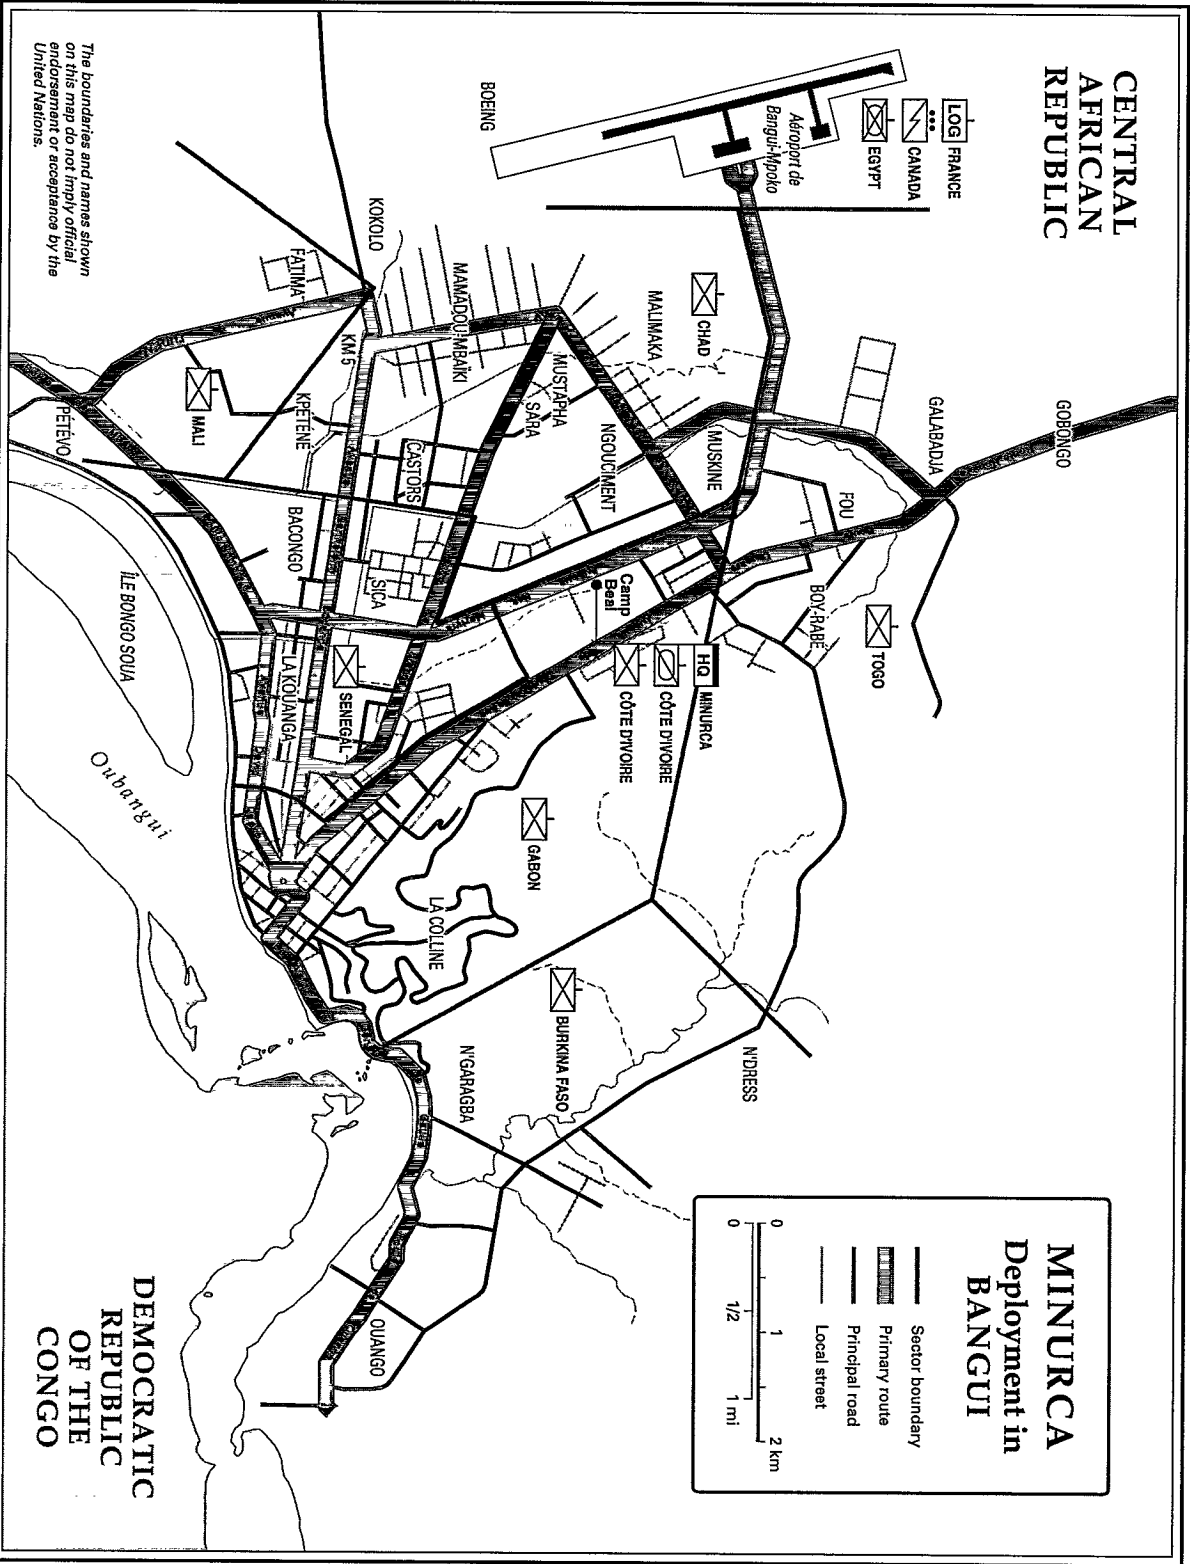 CENTRAL
AFRICAN
REPUBLIC
MINURCA
Deployment in
BANGUI
Sector boundary
Primary route
Principal road
Local street
0
1
2 km
0
1/2
1 mi
LOG
FRANCE
CANADA
EGYPT
Aéroport de
Bangui-Mpoko
BOEING
GOBONGO
GALABADJA
CHAD
MALIMAKA
FOU
TOGO
BOY-RABÉ
MUSKINE
NGOUCIMENT
MUSTAPHA
SARA
MAMADOU-MBAÏKI
KOKOLO
FATIMA
KM 5
KPETENE
CASTORS
MALI
PÉTÉVO
BACONGO
SICA
Camp
Beal
HQ
MINURCA
CÔTE D'IVOIRE
CÔTE D'IVOIRE
SENEGAL
LAKOUANGA
GABON
LA COLLINE
BURKINA FASO
N'DRESS
N'GARAGBA
OUANGO
ÎLE BONGO SOUA
Oubangui
DEMOCRATIC
REPUBLIC
OF THE
CONGO
The boundaries and names shown
on this map do not imply official
endorsement or acceptance by the
United Nations.